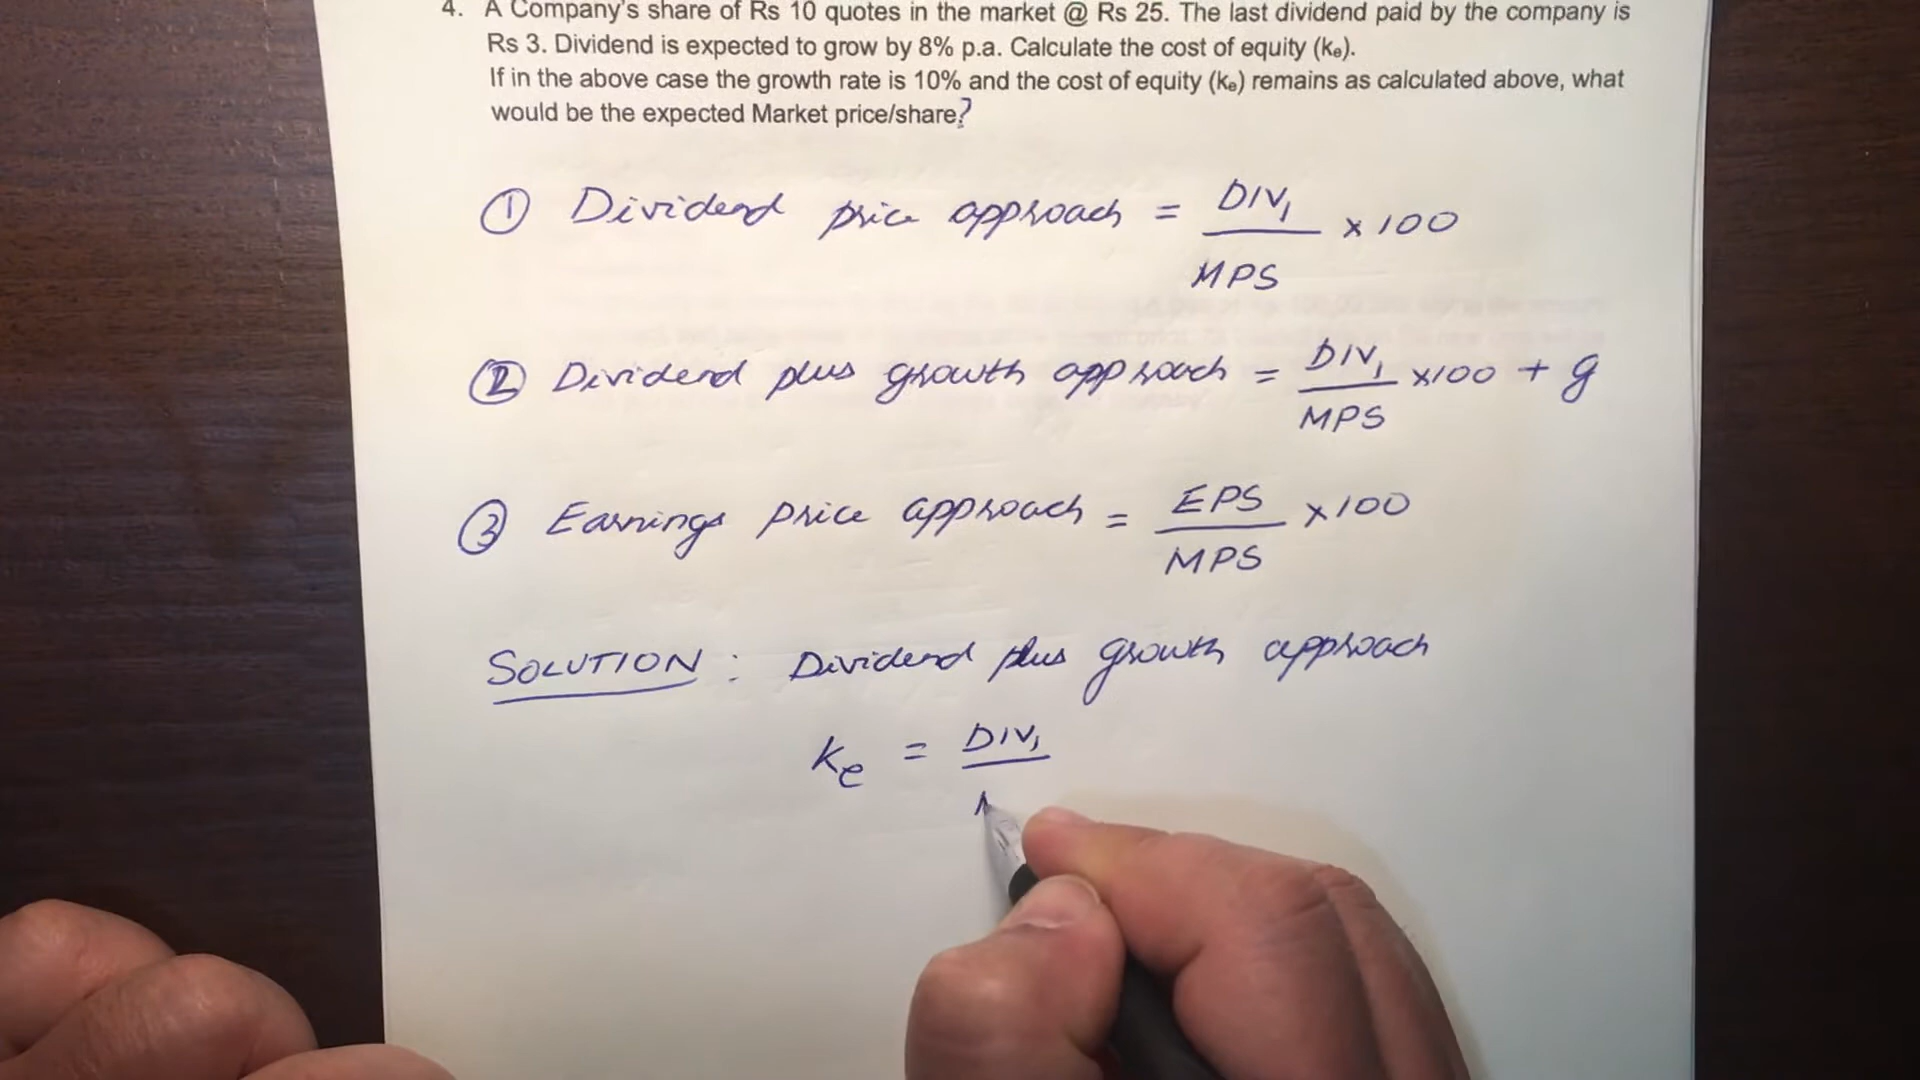 4. A Company's share of Rs 10 quotes in the market @ Rs 25. The last dividend paid by the company is
Rs 3. Dividend is expected to grow by 8% p.a. Calculate the cost of equity (ke).
If in the above case the growth rate is 10% and the cost of equity (ke) remains as calculated above, what
would be the expected Market price/share?
① Dividend price approach = DIV₁ / MPS × 100
② Dividend plus growth approach = DIV₁ / MPS ×100 + g
③ Earnings price approach = EPS / MPS ×100
SOLUTION : Dividend plus growth approach
Ke = DIV₁